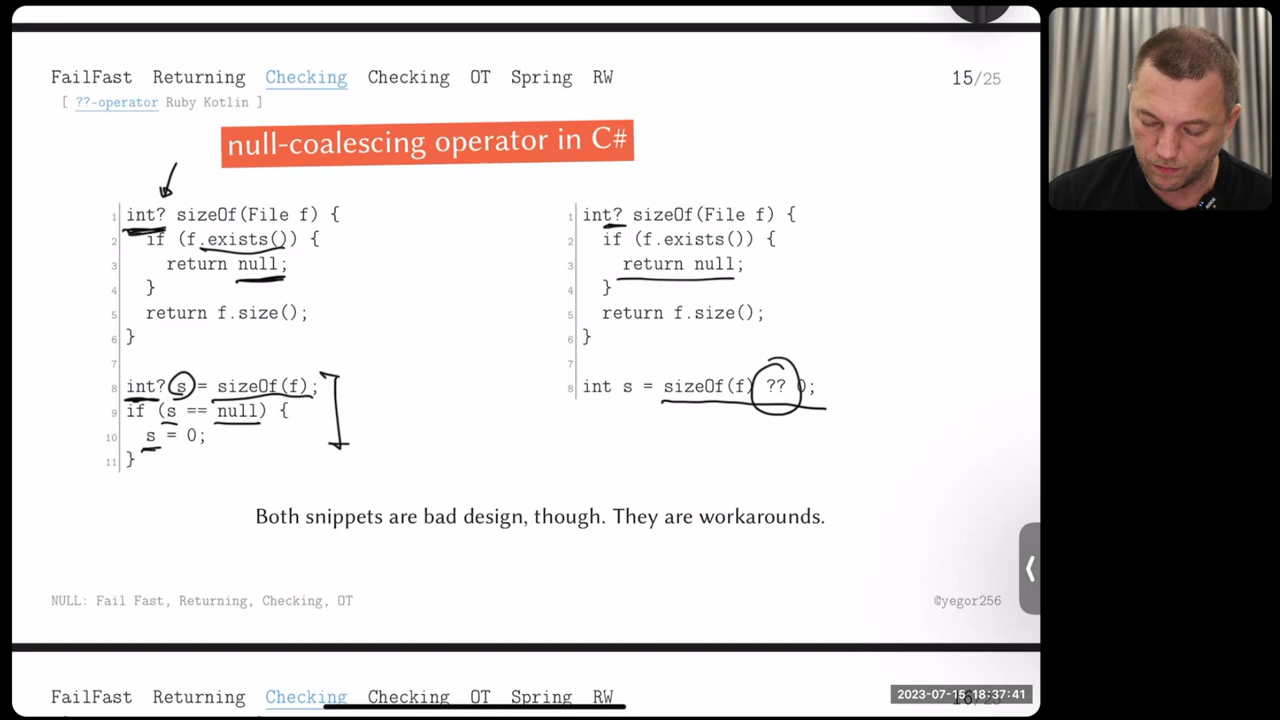 FailFast Returning Checking Checking OT Spring RW
15/25
[ ??-operator Ruby Kotlin ]
null-coalescing operator in C#
1 int? sizeOf(File f) {
2 if (f.exists()) {
3 return null;
4 }
5 return f.size();
6 }
7
8 int? s = sizeOf(f);
9 if (s == null) {
10 s = 0;
11 }
1 int? sizeOf(File f) {
2 if (f.exists()) {
3 return null;
4 }
5 return f.size();
6 }
7
8 int s = sizeOf(f) ?? 0;
Both snippets are bad design, though. They are workarounds.
NULL: Fail Fast, Returning, Checking, OT
@yegor256
FailFast Returning Checking Checking OT Spring RW
2023-07-15 18:37:41